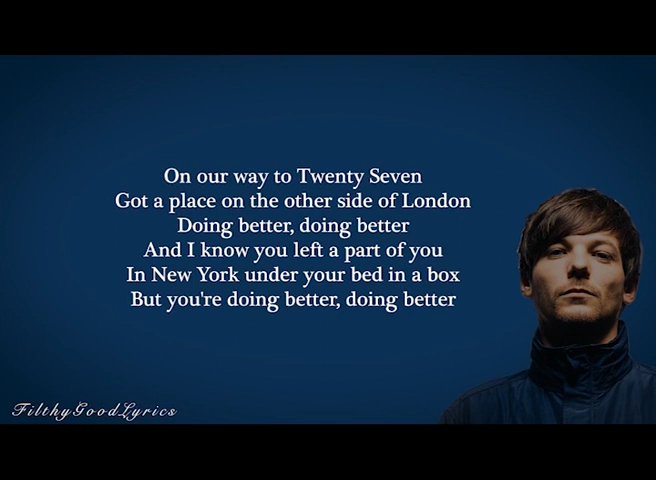 On our way to Twenty Seven
Got a place on the other side of London
Doing better, doing better
And I know you left a part of you
In New York under your bed in a box
But you're doing better, doing better
FilthyGoodLyrics